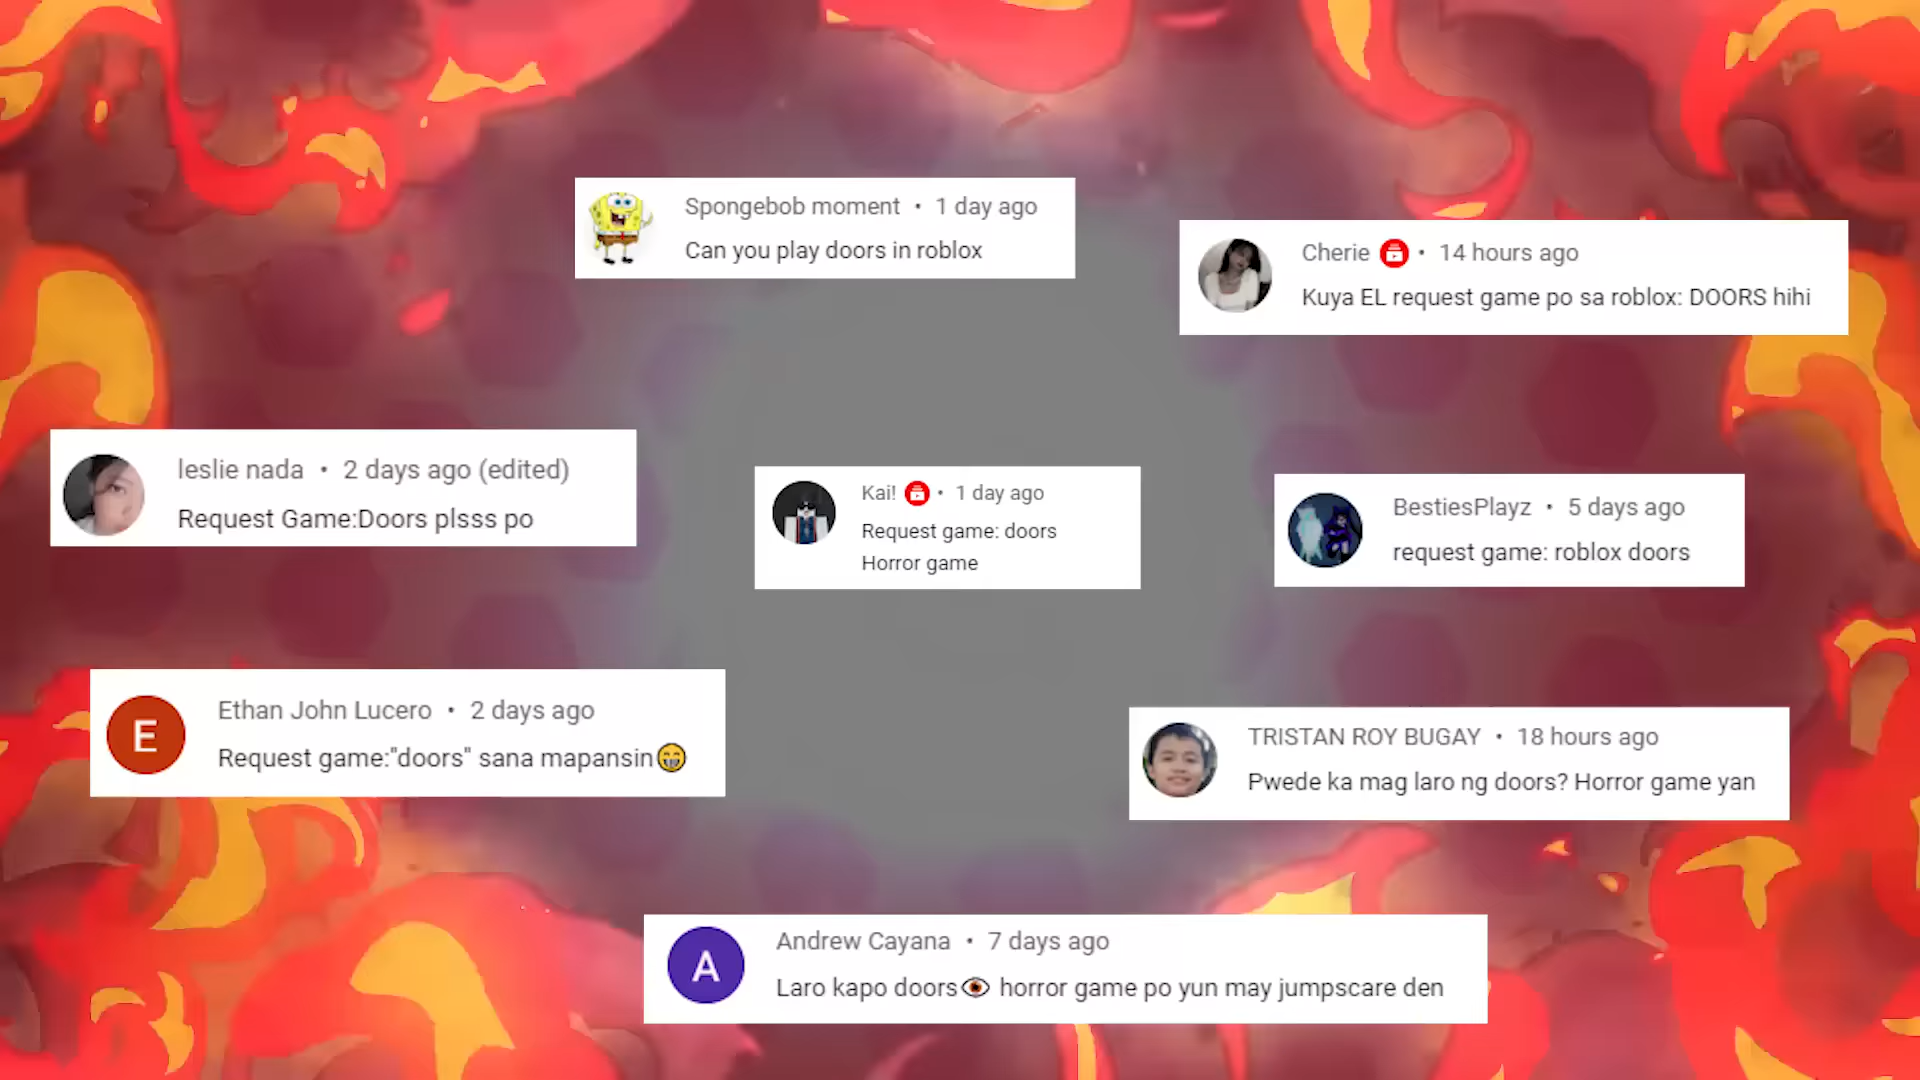 Spongebob moment • 1 day ago
Can you play doors in roblox
Cherie • 14 hours ago
Kuya EL request game po sa roblox: DOORS hihi
leslie nada • 2 days ago (edited)
Request Game:Doors plsss po
Kai! • 1 day ago
Request game: doors
Horror game
BestiesPlayz • 5 days ago
request game: roblox doors
E
Ethan John Lucero • 2 days ago
Request game:"doors" sana mapansin😁
TRISTAN ROY BUGAY • 18 hours ago
Pwede ka mag laro ng doors? Horror game yan
A
Andrew Cayana • 7 days ago
Laro kapo doors👁 horror game po yun may jumpscare den